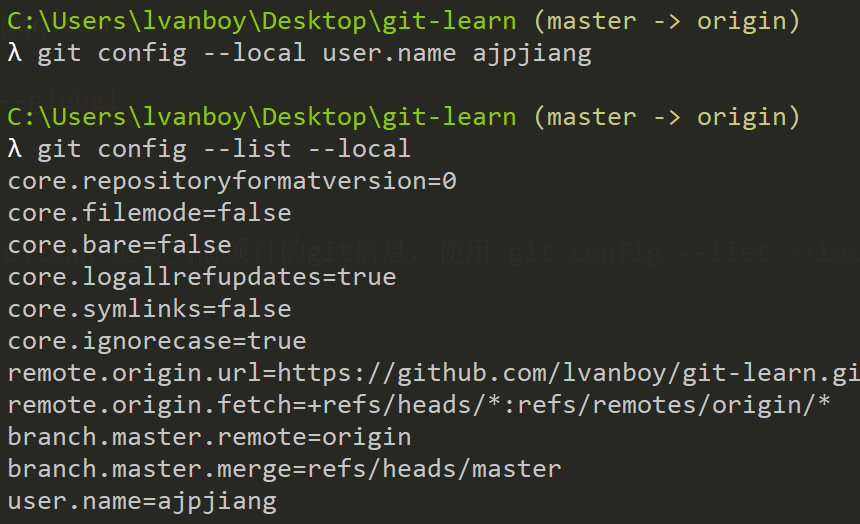 C:\Users\lvanboy\Desktop\git-learn (master -> origin)
λ git config --local user.name ajpjiang
C:\Users\lvanboy\Desktop\git-learn (master -> origin)
λ git config --list --local
core.repositoryformatversion=0
core.filemode=false
core.bare=false
core.logallrefupdates=true
core.symlinks=false
core.ignorecase=true
remote.origin.url=https://github.com/lvanboy/git-learn.gi
remote.origin.fetch=+refs/heads/*:refs/remotes/origin/*
branch.master.remote=origin
branch.master.merge=refs/heads/master
user.name=ajpjiang